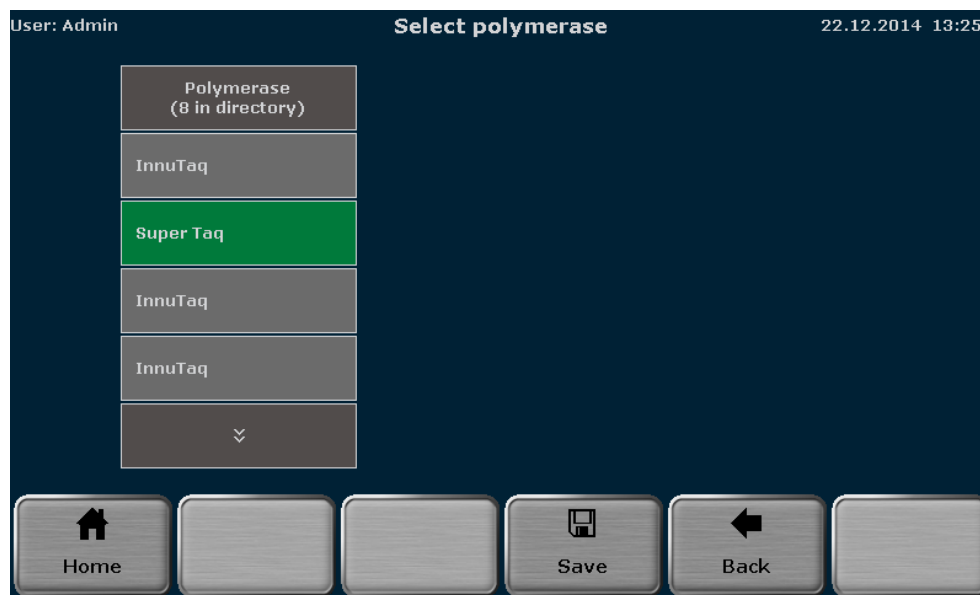 User: Admin
Select polymerase
22.12.2014 13:25
Polymerase
(8 in directory)
InnuTaq
Super Taq
InnuTaq
InnuTaq
Home
Save
Back